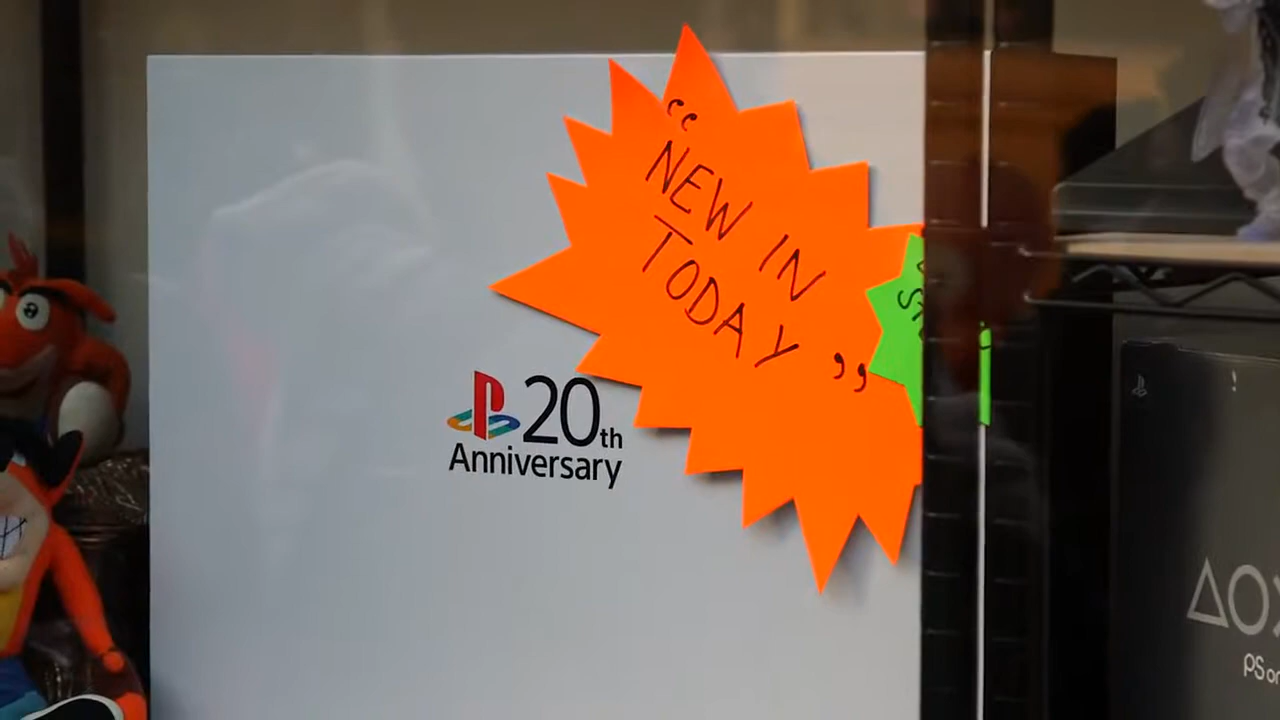 “ NEW IN
TODAY ”
20th
Anniversary